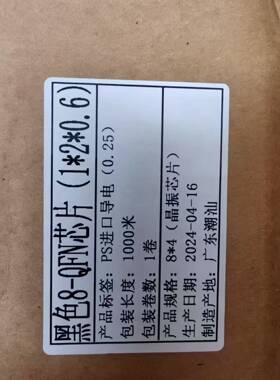 黑色8-QFN芯片（1*2*0.6）
产品标签：PS进口导电（0.25）
包装长度：1000米
包装卷数：1卷
产品规格：8*4（晶振芯片）
生产日期：2024-04-16
制造产地：广东潮汕